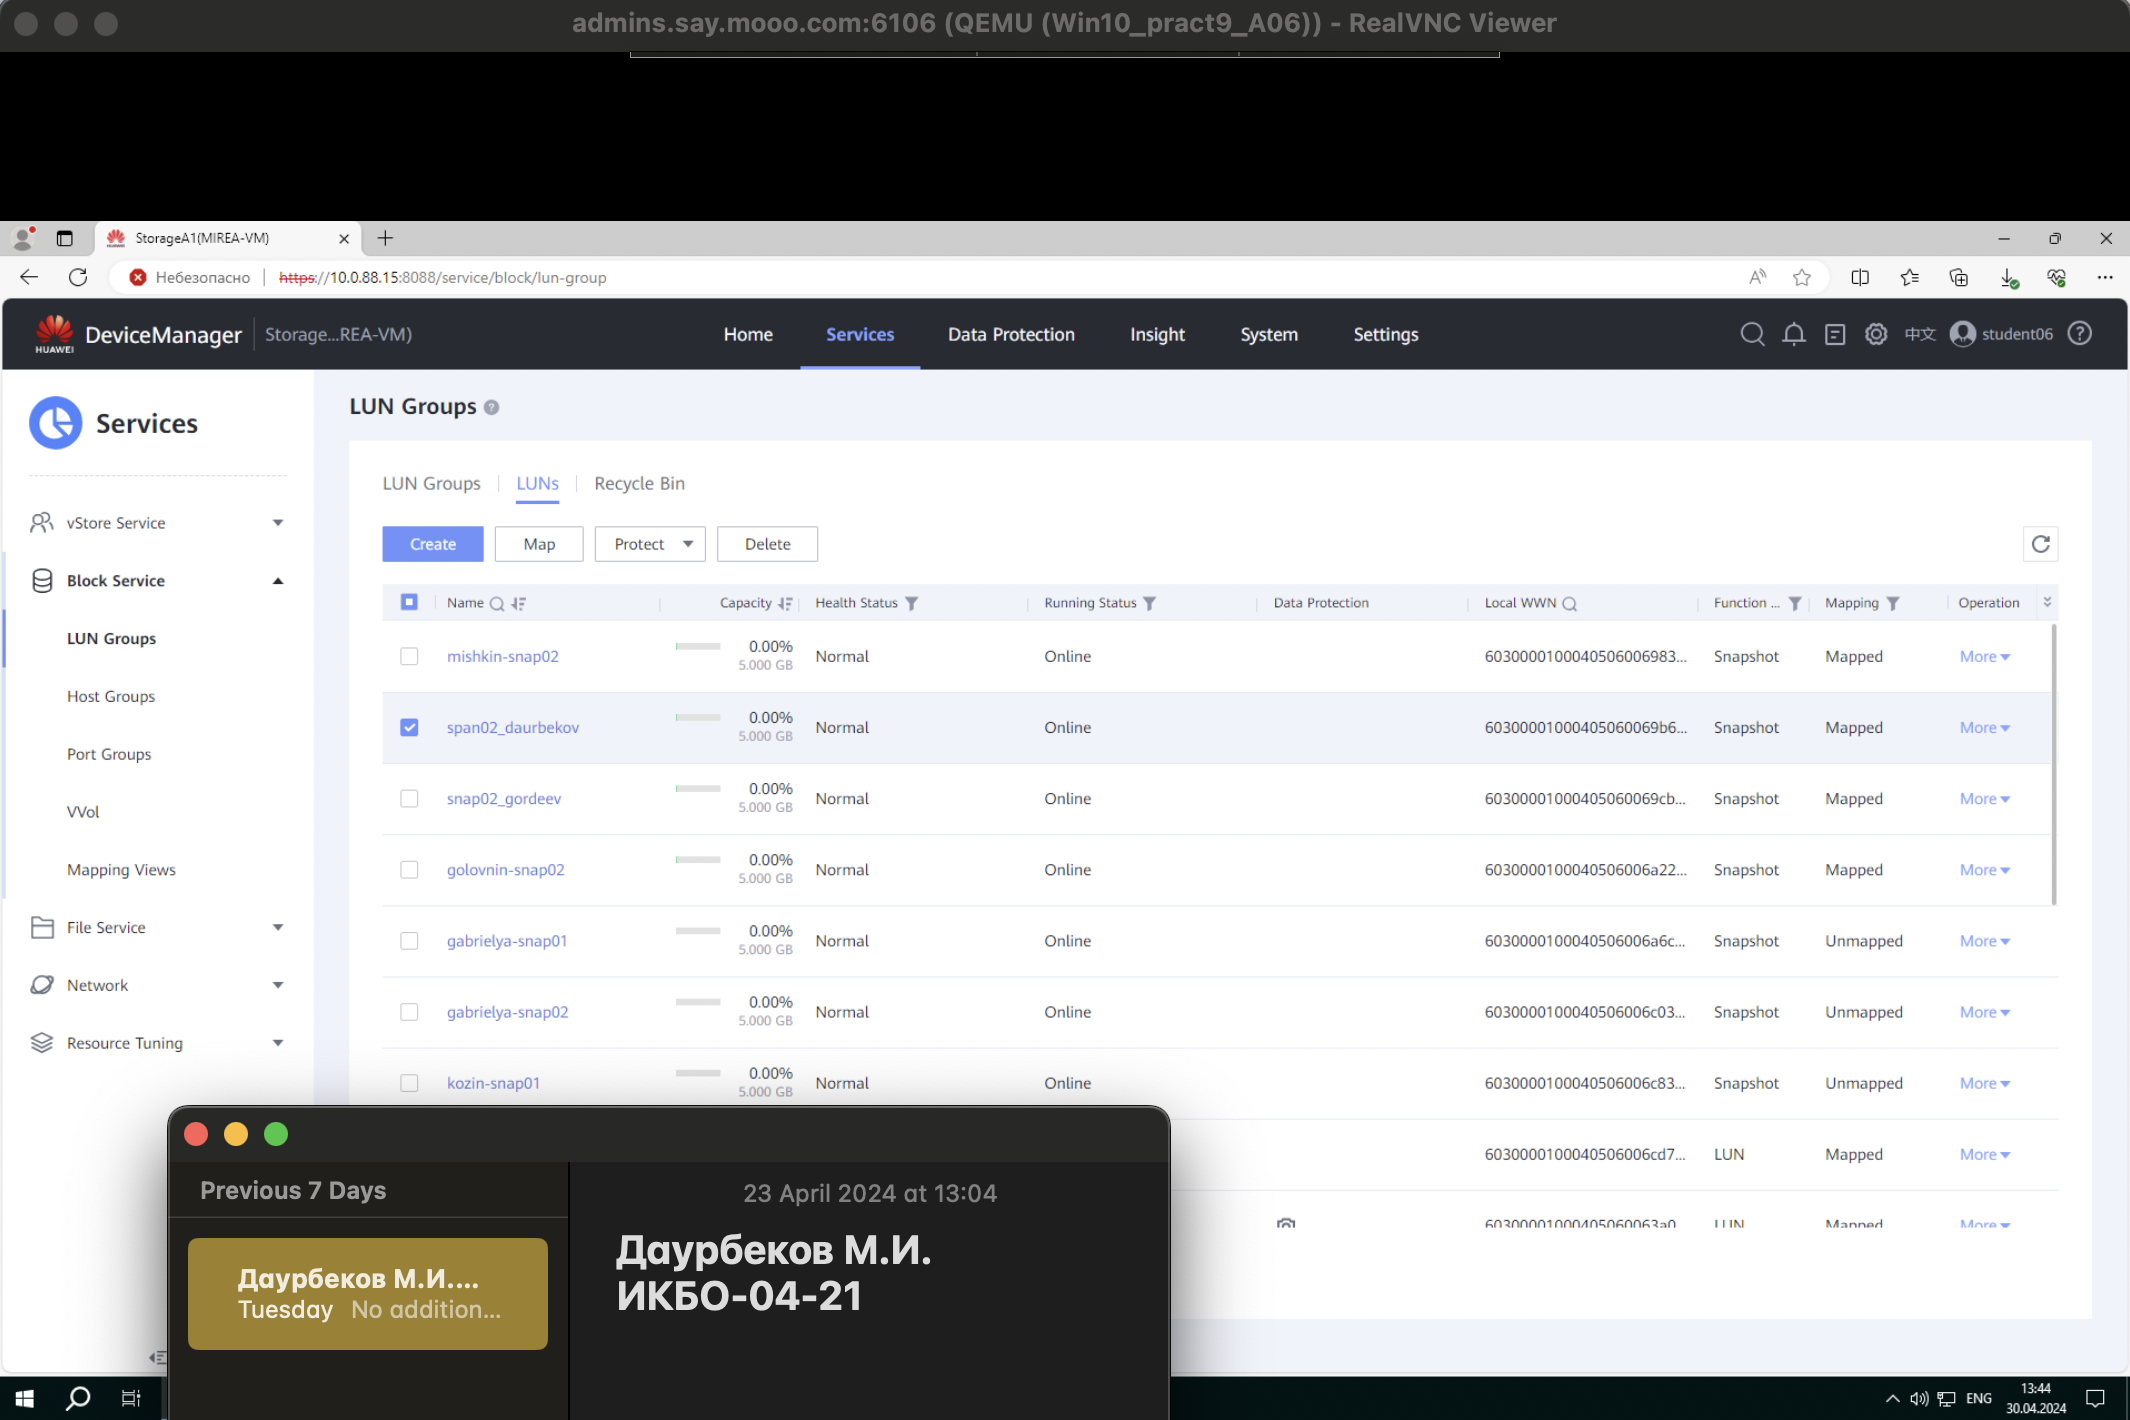 admins.say.mooo.com:6106 (QEMU (Win10_pract9_A06)) - RealVNC Viewer
StorageA1(MIREA-VM)
Небезопасно https://10.0.88.15:8088/service/block/lun-group
HUAWEI DeviceManager Storage...REA-VM) Home Services Data Protection Insight System Settings 中文 student06
Services
vStore Service
Block Service
LUN Groups
Host Groups
Port Groups
VVol
Mapping Views
File Service
Network
Resource Tuning
LUN Groups
LUN Groups LUNs Recycle Bin
Create Map Protect Delete
Name Capacity Health Status Running Status Data Protection Local WWN Function ... Mapping Operation
mishkin-snap02 0.00% 5.000 GB Normal Online 6030000100040506006983... Snapshot Mapped More
span02_daurbekov 0.00% 5.000 GB Normal Online 60300001000405060069b6... Snapshot Mapped More
snap02_gordeev 0.00% 5.000 GB Normal Online 60300001000405060069cb... Snapshot Mapped More
golovnin-snap02 0.00% 5.000 GB Normal Online 6030000100040506006a22... Snapshot Mapped More
gabrielya-snap01 0.00% 5.000 GB Normal Online 6030000100040506006a6c... Snapshot Unmapped More
gabrielya-snap02 0.00% 5.000 GB Normal Online 6030000100040506006c03... Snapshot Unmapped More
kozin-snap01 0.00% 5.000 GB Normal Online 6030000100040506006c83... Snapshot Unmapped More
6030000100040506006cd7... LUN Mapped More
60300001000405060063a0 LUN Mapped More
Previous 7 Days
Даурбеков М.И....
Tuesday No addition...
23 April 2024 at 13:04
Даурбеков М.И.
ИКБО-04-21
ENG
13:44
30.04.2024